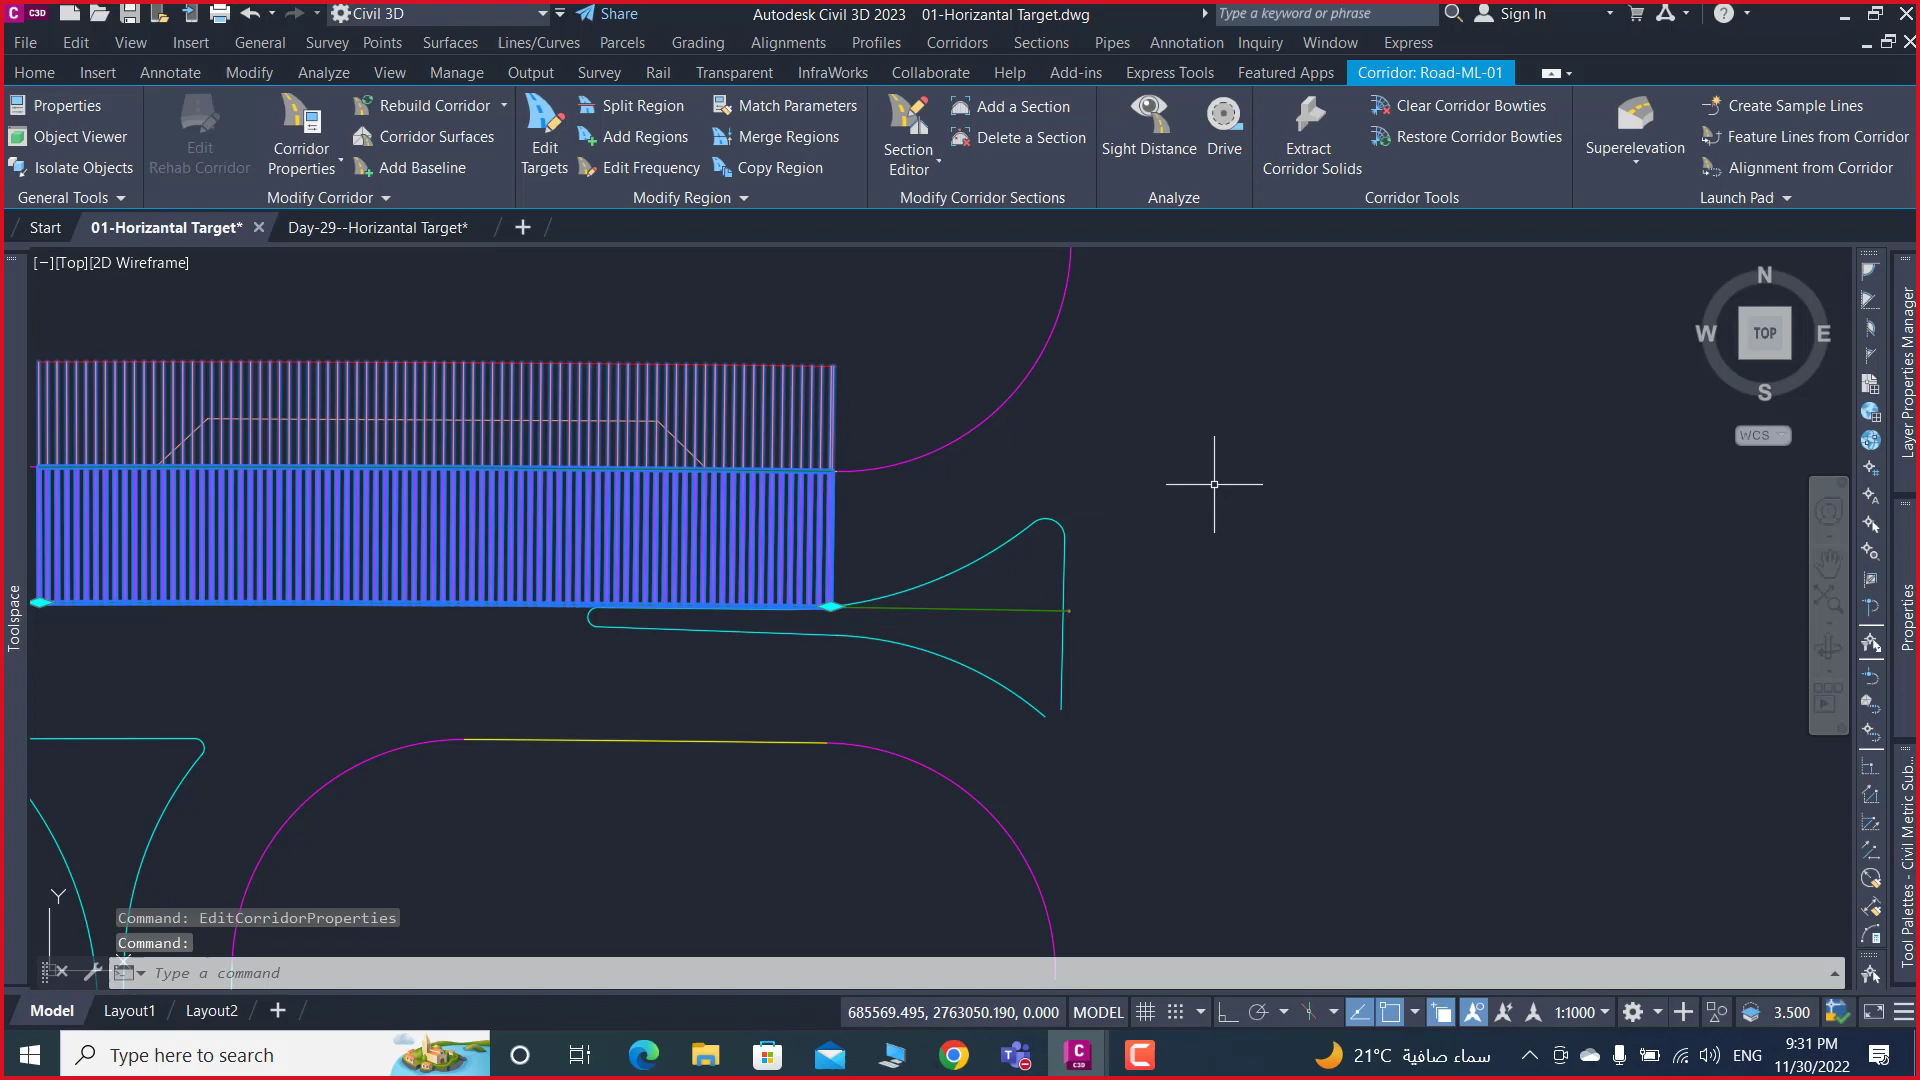 C C3D Civil 3D Share Autodesk Civil 3D 2023 01-Horizantal Target.dwg Type a keyword or phrase Sign In
File Edit View Insert General Survey Points Surfaces Lines/Curves Parcels Grading Alignments Profiles Corridors Sections Pipes Annotation Inquiry Window Express
Home Insert Annotate Modify Analyze View Manage Output Survey Rail Transparent InfraWorks Collaborate Help Add-ins Express Tools Featured Apps Corridor: Road-ML-01
Properties
Object Viewer
Isolate Objects
General Tools
Edit
Rehab Corridor
Corridor
Properties
Rebuild Corridor
Corridor Surfaces
Add Baseline
Modify Corridor
Edit
Targets
Split Region
Add Regions
Edit Frequency
Match Parameters
Merge Regions
Copy Region
Modify Region
Section
Editor
Add a Section
Delete a Section
Modify Corridor Sections
Sight Distance
Drive
Analyze
Extract
Corridor Solids
Clear Corridor Bowties
Restore Corridor Bowties
Corridor Tools
Superelevation
Create Sample Lines
Feature Lines from Corridor
Alignment from Corridor
Launch Pad
Start 01-Horizantal Target* Day-29--Horizantal Target*
[−][Top][2D Wireframe]
N
W TOP E
S
WCS
Toolspace
Layer Properties Manager
Properties
Tool Palettes - Civil Metric Sub...
Y
X
Command: EditCorridorProperties
Command:
Type a command
Model Layout1 Layout2 685569.495, 2763050.190, 0.000 MODEL 1:1000 3.500
Type here to search 21°C سماء صافية ENG 9:31 PM
11/30/2022